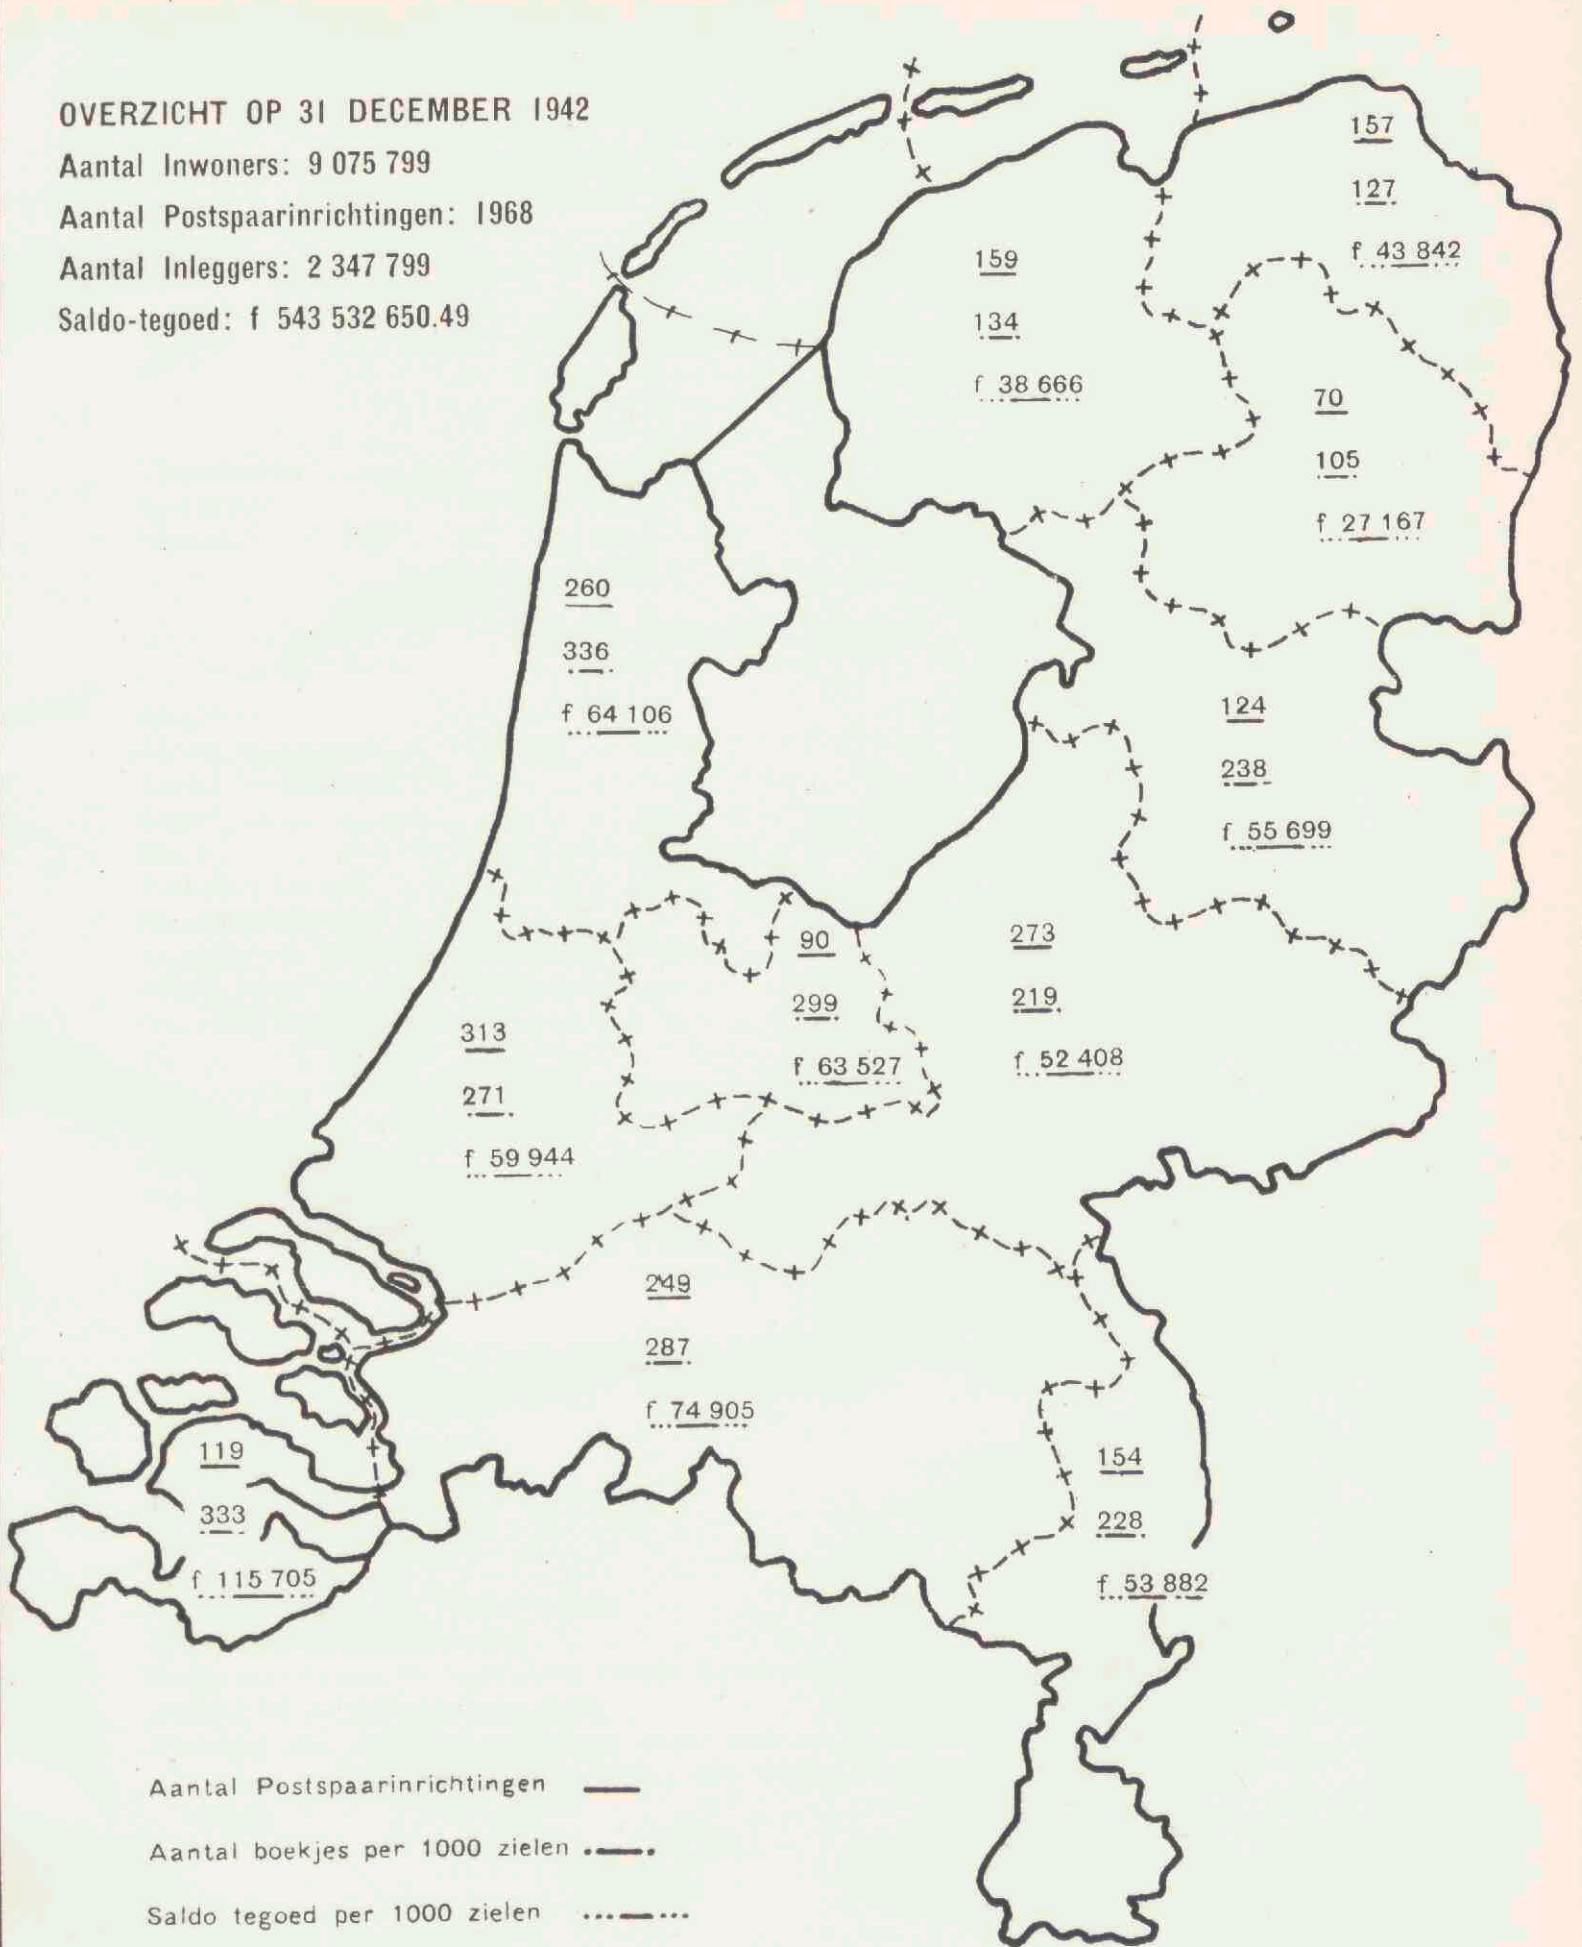 OVERZICHT OP 31 DECEMBER 1942
Aantal Inwoners: 9 075 799
Aantal Postspaarinrichtingen: 1968
Aantal Inleggers: 2 347 799
Saldo-tegoed: f 543 532 650.49
157
127
f 43 842
159
134
f 38 666
70
105
f 27 167
260
336
f 64 106
124
238
f 55 699
90
299
f 63 527
273
219
f 52 408
313
271
f 59 944
249
287
f 74 905
119
333
f 115 705
154
228
f 53 882
Aantal Postspaarinrichtingen
Aantal boekjes per 1000 zielen
Saldo tegoed per 1000 zielen